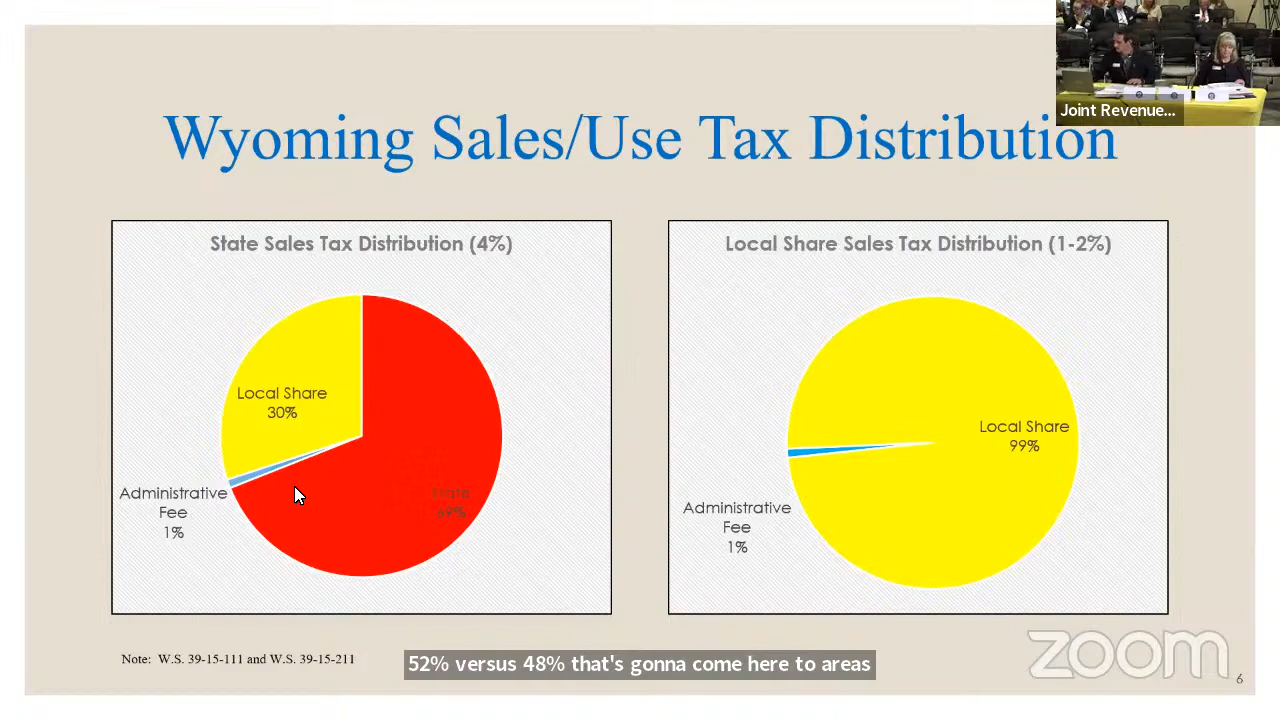 Joint Revenue...
Wyoming Sales/Use Tax Distribution
State Sales Tax Distribution (4%)
Local Share
30%
Administrative
Fee
1%
State
69%
Local Share Sales Tax Distribution (1-2%)
Local Share
99%
Administrative
Fee
1%
Note: W.S. 39-15-111 and W.S. 39-15-211
52% versus 48% that's gonna come here to areas
zoom
6